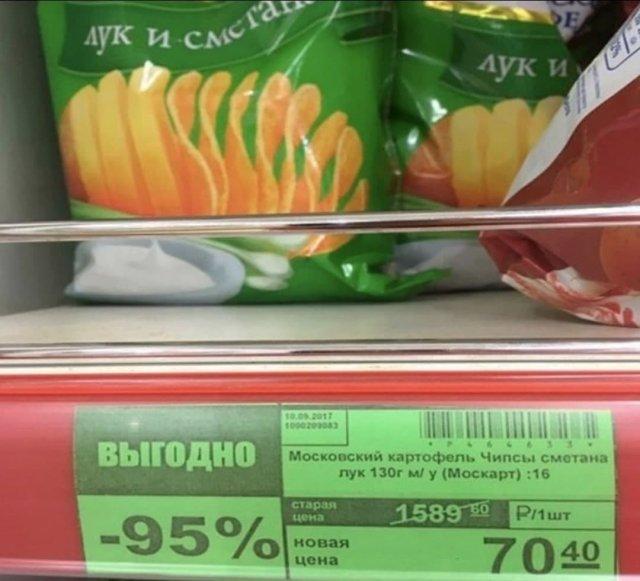 лук и смета
лук и
выгодно
-95%
10.09.2017
1000209083
Московский картофель Чипсы сметана
лук 130г м/ у (Москарт) :16
старая
цена
1589 60
₽/1шт
новая
цена
70 40